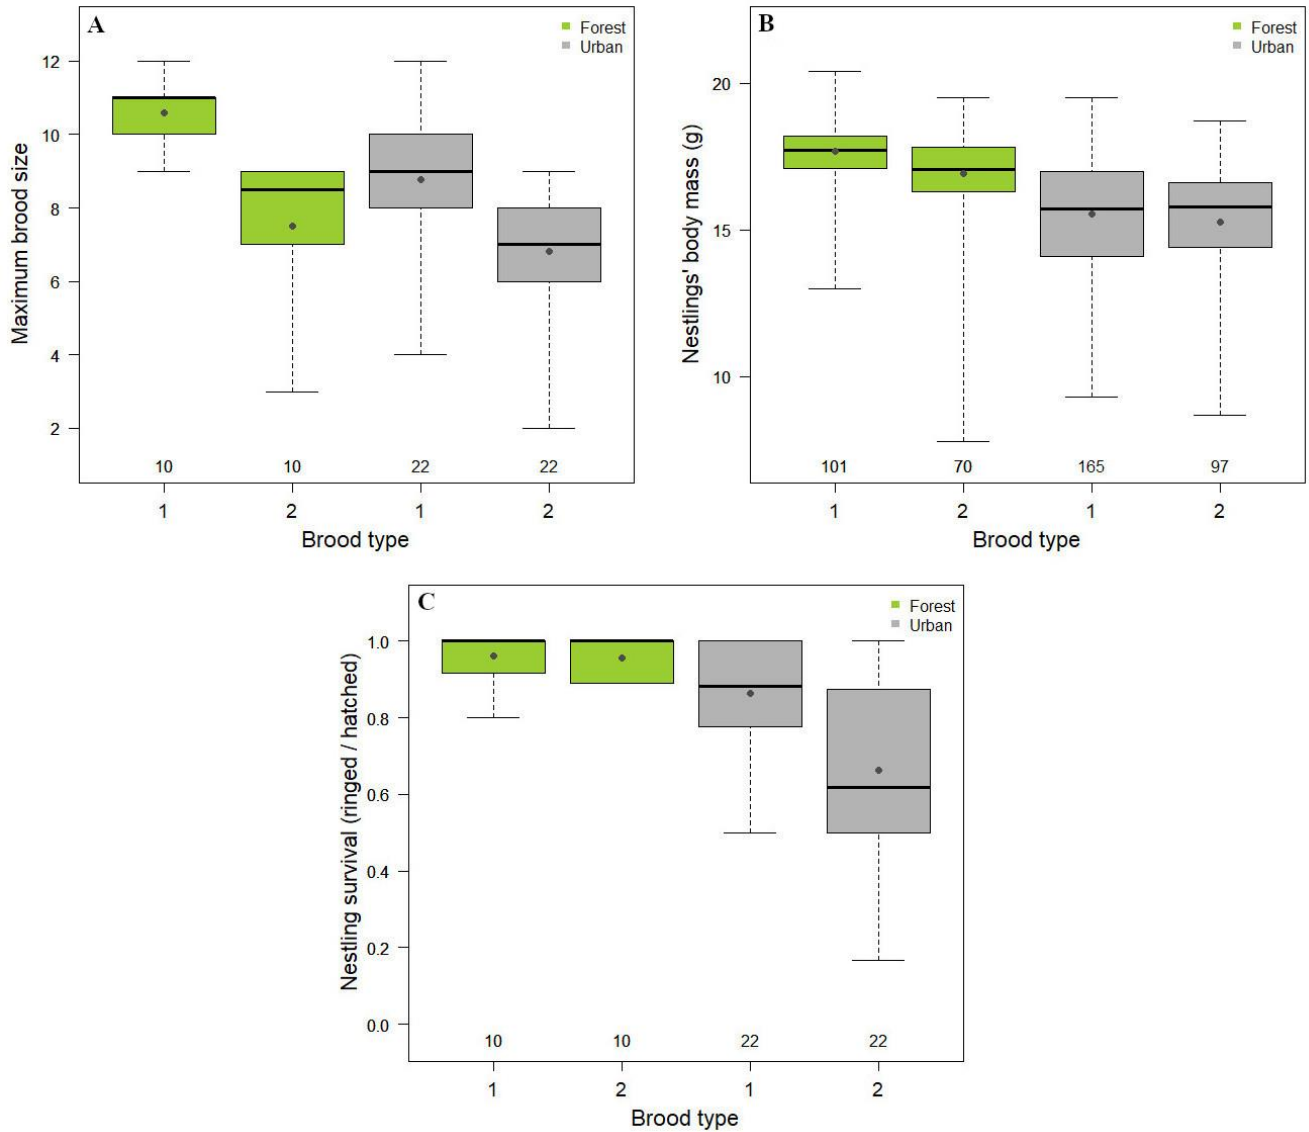 A
Forest
Urban
Maximum brood size
12
10
8
6
4
2
10 10 22 22
1 2 1 2
Brood type
B
Forest
Urban
Nestlings' body mass (g)
20
15
10
101 70 165 97
1 2 1 2
Brood type
C
Forest
Urban
Nestling survival (ringed / hatched)
1.0
0.8
0.6
0.4
0.2
0.0
10 10 22 22
1 2 1 2
Brood type